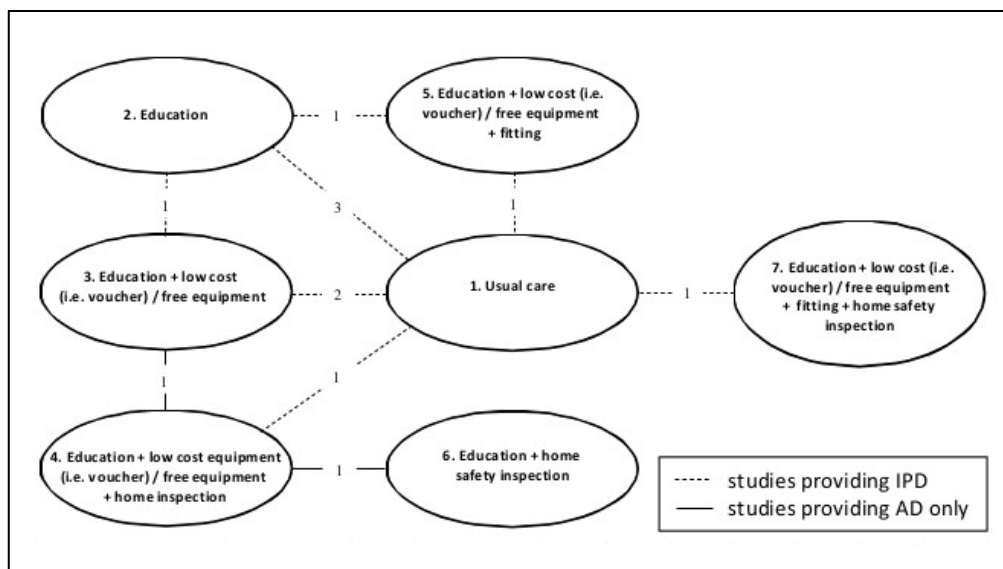 2. Education
1
5. Education + low cost (i.e.
voucher) / free equipment
+ fitting
1
3
1
3. Education + low cost
(i.e. voucher) / free equipment
2
1. Usual care
1
7. Education + low cost (i.e.
voucher) / free equipment
+ fitting + home safety
inspection
1
1
4. Education + low cost equipment
(i.e. voucher) / free equipment
+ home inspection
1
6. Education + home
safety inspection
studies providing IPD
studies providing AD only